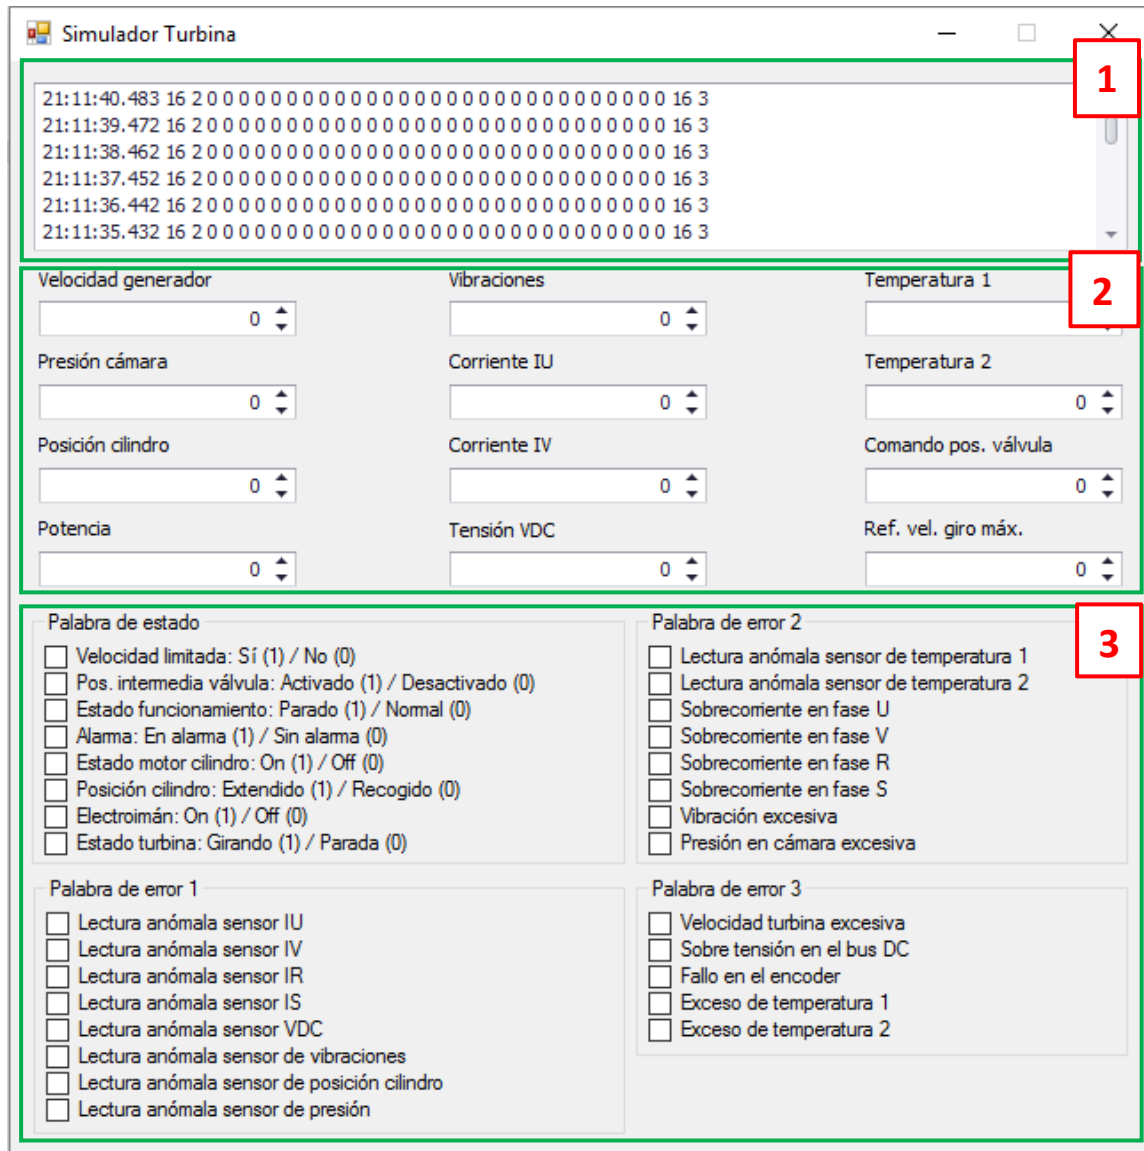 Simulador Turbina
1
21:11:40.483 16 2 0 0 0 0 0 0 0 0 0 0 0 0 0 0 0 0 0 0 0 0 0 0 0 0 0 0 0 0 16 3
21:11:39.472 16 2 0 0 0 0 0 0 0 0 0 0 0 0 0 0 0 0 0 0 0 0 0 0 0 0 0 0 0 0 16 3
21:11:38.462 16 2 0 0 0 0 0 0 0 0 0 0 0 0 0 0 0 0 0 0 0 0 0 0 0 0 0 0 0 0 16 3
21:11:37.452 16 2 0 0 0 0 0 0 0 0 0 0 0 0 0 0 0 0 0 0 0 0 0 0 0 0 0 0 0 0 16 3
21:11:36.442 16 2 0 0 0 0 0 0 0 0 0 0 0 0 0 0 0 0 0 0 0 0 0 0 0 0 0 0 0 0 16 3
21:11:35.432 16 2 0 0 0 0 0 0 0 0 0 0 0 0 0 0 0 0 0 0 0 0 0 0 0 0 0 0 0 0 16 3
2
Velocidad generador
0
Presión cámara
0
Posición cilindro
0
Potencia
0
Vibraciones
0
Corriente IU
0
Corriente IV
0
Tensión VDC
0
Temperatura 1
Temperatura 2
0
Comando pos. válvula
0
Ref. vel. giro máx.
0
3
Palabra de estado
Velocidad limitada: Sí (1) / No (0)
Pos. intermedia válvula: Activado (1) / Desactivado (0)
Estado funcionamiento: Parado (1) / Normal (0)
Alarma: En alarma (1) / Sin alarma (0)
Estado motor cilindro: On (1) / Off (0)
Posición cilindro: Extendido (1) / Recogido (0)
Electroimán: On (1) / Off (0)
Estado turbina: Girando (1) / Parada (0)
Palabra de error 2
Lectura anómala sensor de temperatura 1
Lectura anómala sensor de temperatura 2
Sobrecorriente en fase U
Sobrecorriente en fase V
Sobrecorriente en fase R
Sobrecorriente en fase S
Vibración excesiva
Presión en cámara excesiva
Palabra de error 1
Lectura anómala sensor IU
Lectura anómala sensor IV
Lectura anómala sensor IR
Lectura anómala sensor IS
Lectura anómala sensor VDC
Lectura anómala sensor de vibraciones
Lectura anómala sensor de posición cilindro
Lectura anómala sensor de presión
Palabra de error 3
Velocidad turbina excesiva
Sobre tensión en el bus DC
Fallo en el encoder
Exceso de temperatura 1
Exceso de temperatura 2